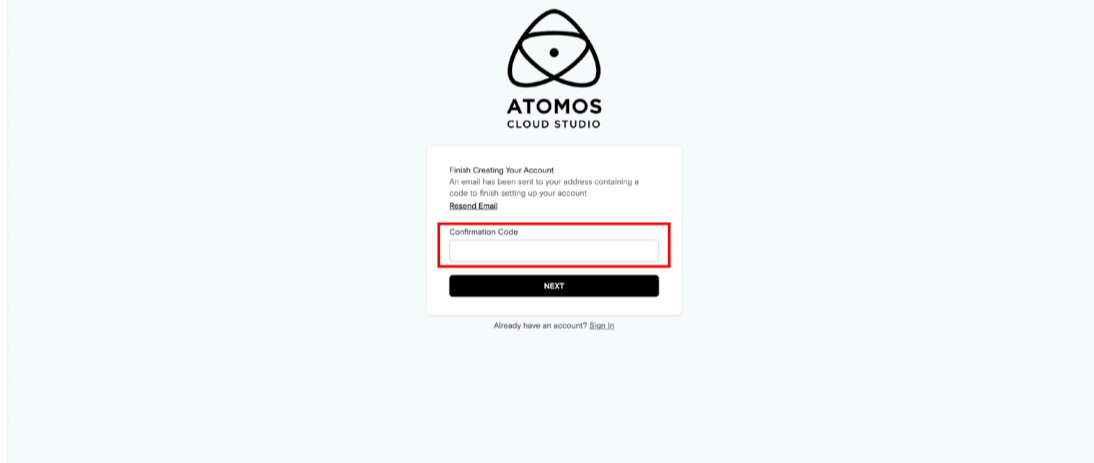 ATOMOS
CLOUD STUDIO
Finish Creating Your Account
An email has been sent to your address containing a
code to finish setting up your account
Resend Email
Confirmation Code
NEXT
Already have an account? Sign In